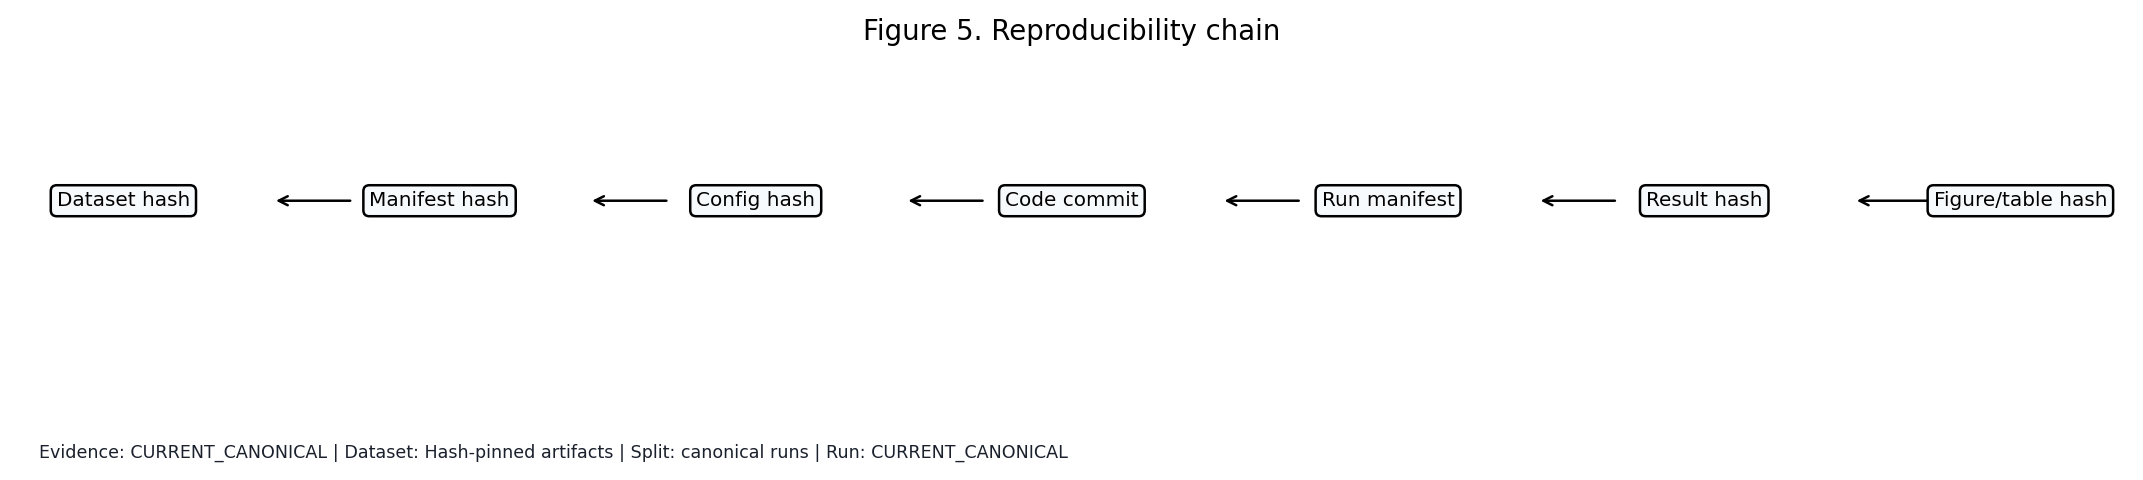 Figure 5. Reproducibility chain
Dataset hash
Manifest hash
Config hash
Code commit
Run manifest
Result hash
Figure/table hash
Evidence: CURRENT_CANONICAL | Dataset: Hash-pinned artifacts | Split: canonical runs | Run: CURRENT_CANONICAL